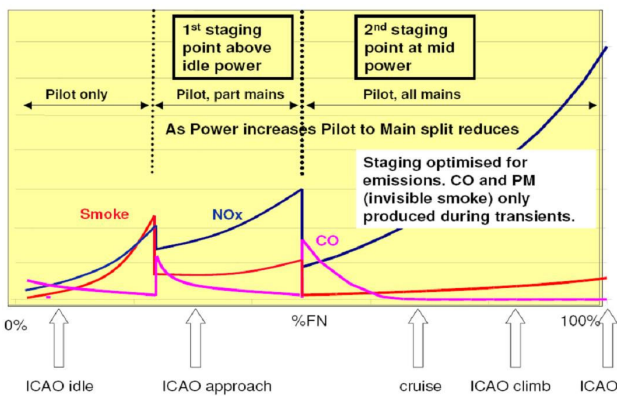 1st staging
point above
idle power
2nd staging
point at mid
power
Pilot only
Pilot, part mains
Pilot, all mains
As Power increases Pilot to Main split reduces
Staging optimised for
emissions. CO and PM
(invisible smoke) only
produced during transients.
Smoke
NOx
CO
0%
%FN
100%
ICAO idle
ICAO approach
cruise
ICAO climb
ICAO